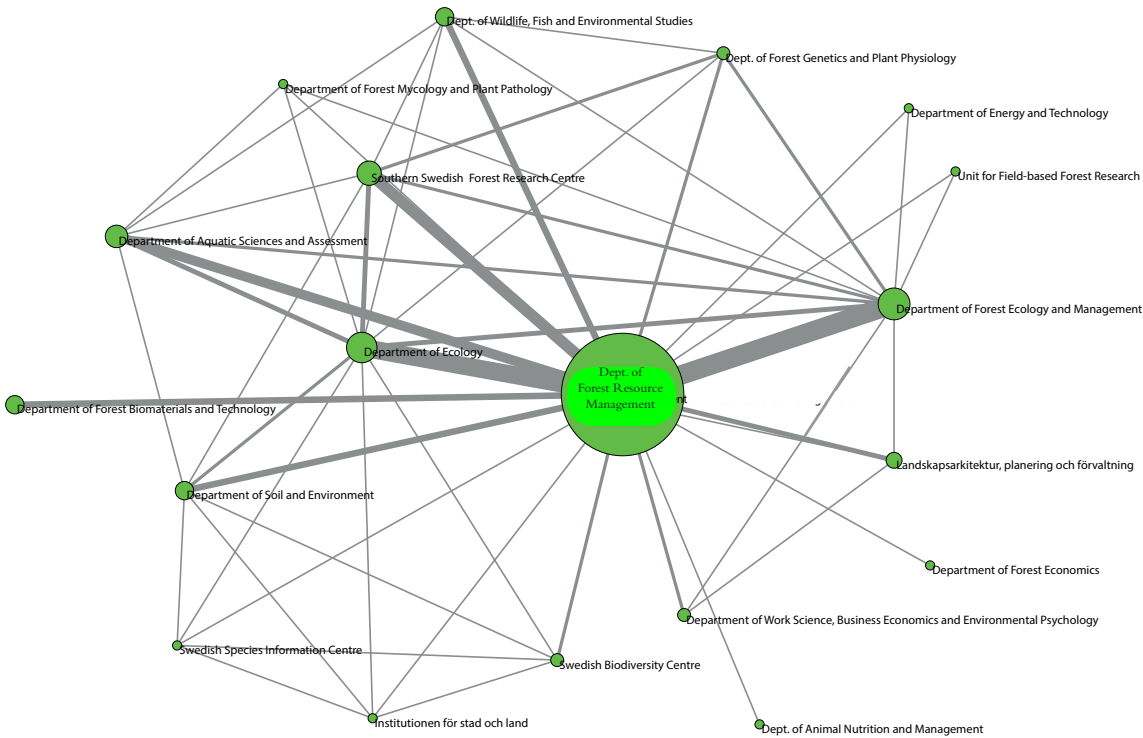 Dept. of Wildlife, Fish and Environmental Studies
Dept. of Forest Genetics and Plant Physiology
Department of Forest Mycology and Plant Pathology
Department of Energy and Technology
Southern Swedish Forest Research Centre
Unit for Field-based Forest Research
Department of Aquatic Sciences and Assessment
Department of Forest Ecology and Management
Department of Ecology
Dept. of
Forest Resource
Management
nt
Department of Forest Biomaterials and Technology
Landskapsarkitektur, planering och förvaltning
Department of Soil and Environment
Department of Forest Economics
Department of Work Science, Business Economics and Environmental Psychology
Swedish Species Information Centre
Swedish Biodiversity Centre
Institutionen för stad och land
Dept. of Animal Nutrition and Management